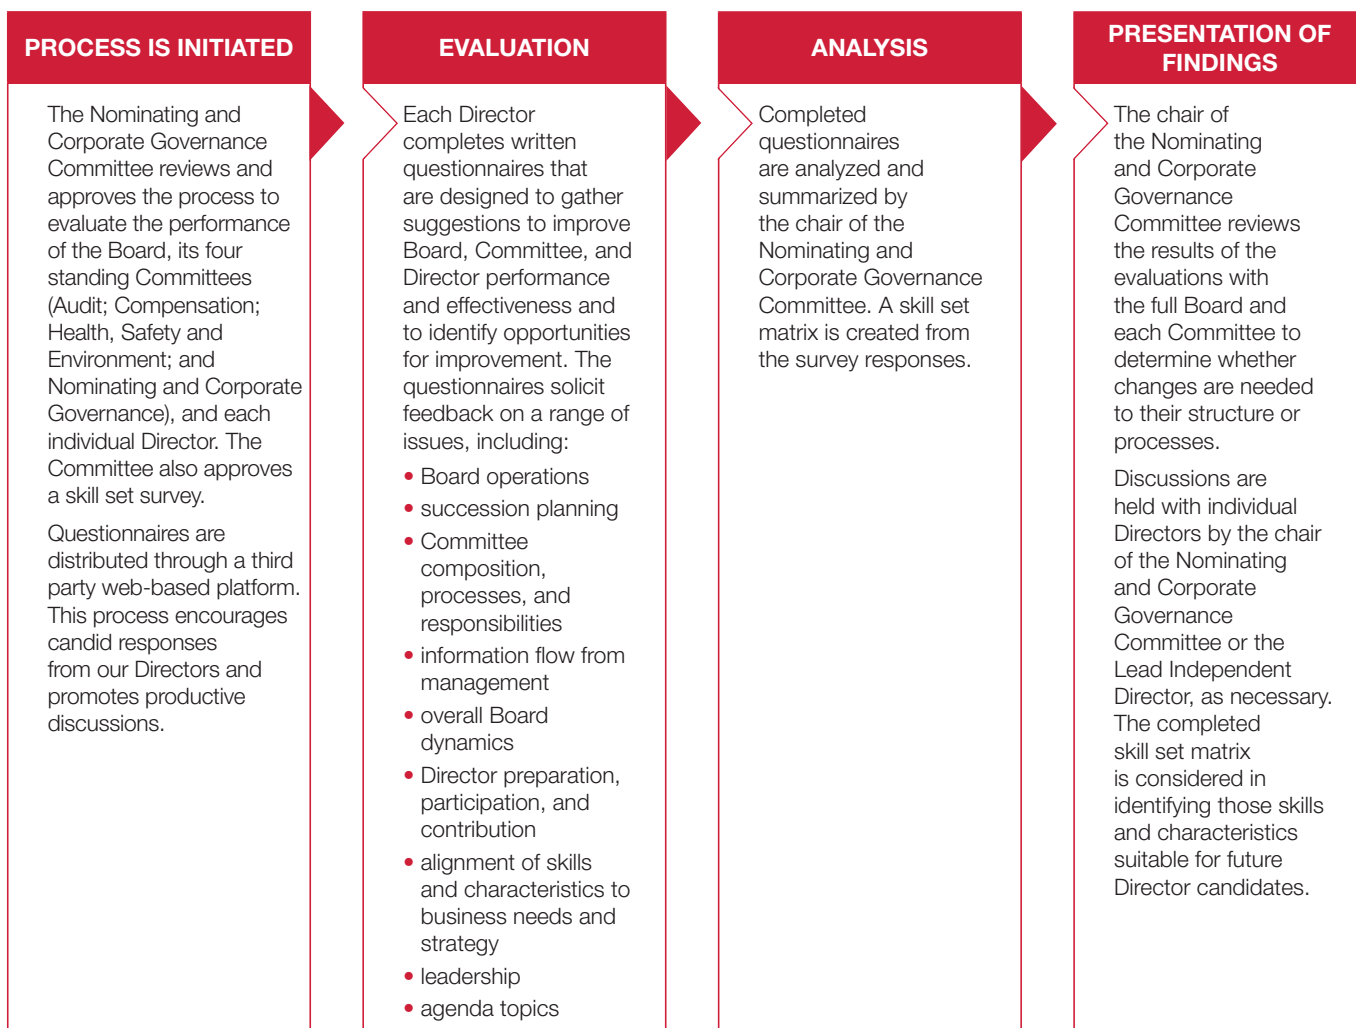 PROCESS IS INITIATED
The Nominating and
Corporate Governance
Committee reviews and
approves the process to
evaluate the performance
of the Board, its four
standing Committees
(Audit; Compensation;
Health, Safety and
Environment; and
Nominating and Corporate
Governance), and each
individual Director. The
Committee also approves
a skill set survey.
Questionnaires are
distributed through a third
party web-based platform.
This process encourages
candid responses
from our Directors and
promotes productive
discussions.
EVALUATION
Each Director
completes written
questionnaires that
are designed to gather
suggestions to improve
Board, Committee, and
Director performance
and effectiveness and
to identify opportunities
for improvement. The
questionnaires solicit
feedback on a range of
issues, including:
• Board operations
• succession planning
• Committee
composition,
processes, and
responsibilities
• information flow from
management
• overall Board
dynamics
• Director preparation,
participation, and
contribution
• alignment of skills
and characteristics to
business needs and
strategy
• leadership
• agenda topics
ANALYSIS
Completed
questionnaires
are analyzed and
summarized by
the chair of the
Nominating and
Corporate Governance
Committee. A skill set
matrix is created from
the survey responses.
PRESENTATION OF
FINDINGS
The chair of
the Nominating
and Corporate
Governance
Committee reviews
the results of the
evaluations with
the full Board and
each Committee to
determine whether
changes are needed
to their structure or
processes.
Discussions are
held with individual
Directors by the chair
of the Nominating
and Corporate
Governance
Committee or the
Lead Independent
Director, as necessary.
The completed
skill set matrix
is considered in
identifying those skills
and characteristics
suitable for future
Director candidates.